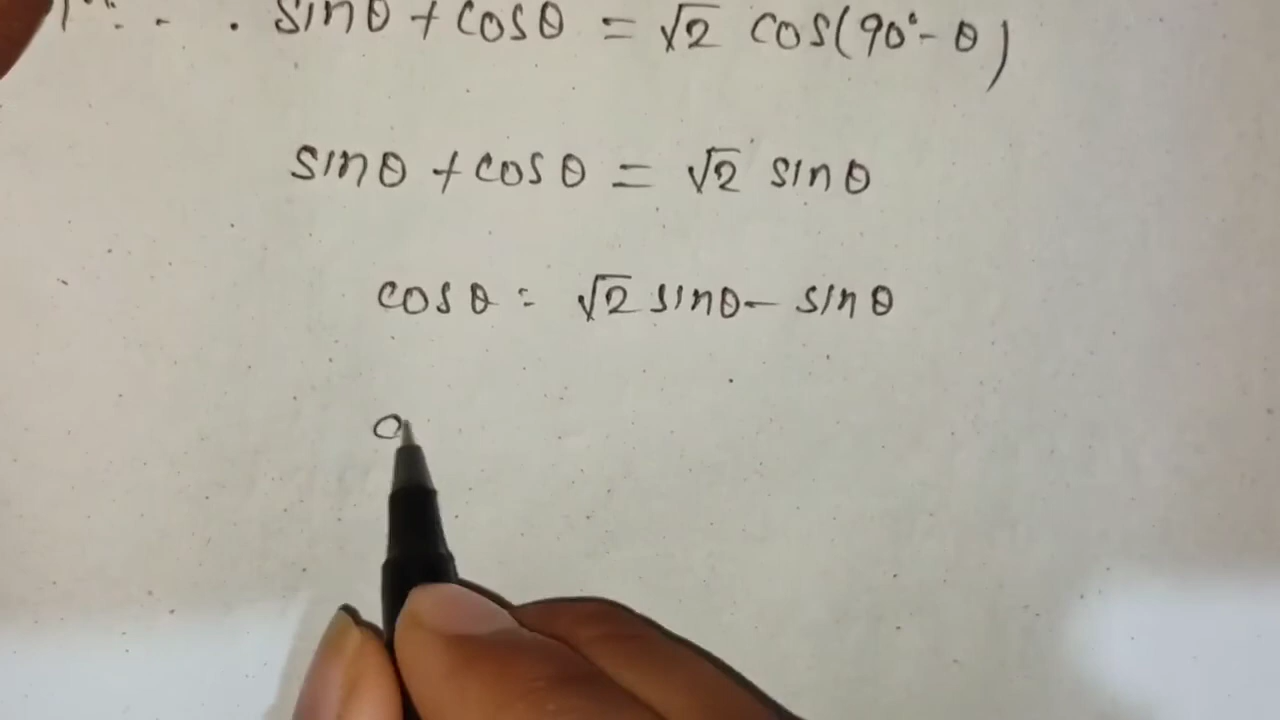 sinθ + cosθ = √2 cos(90° - θ)
sinθ + cosθ = √2 sinθ
cosθ = √2 sinθ - sinθ